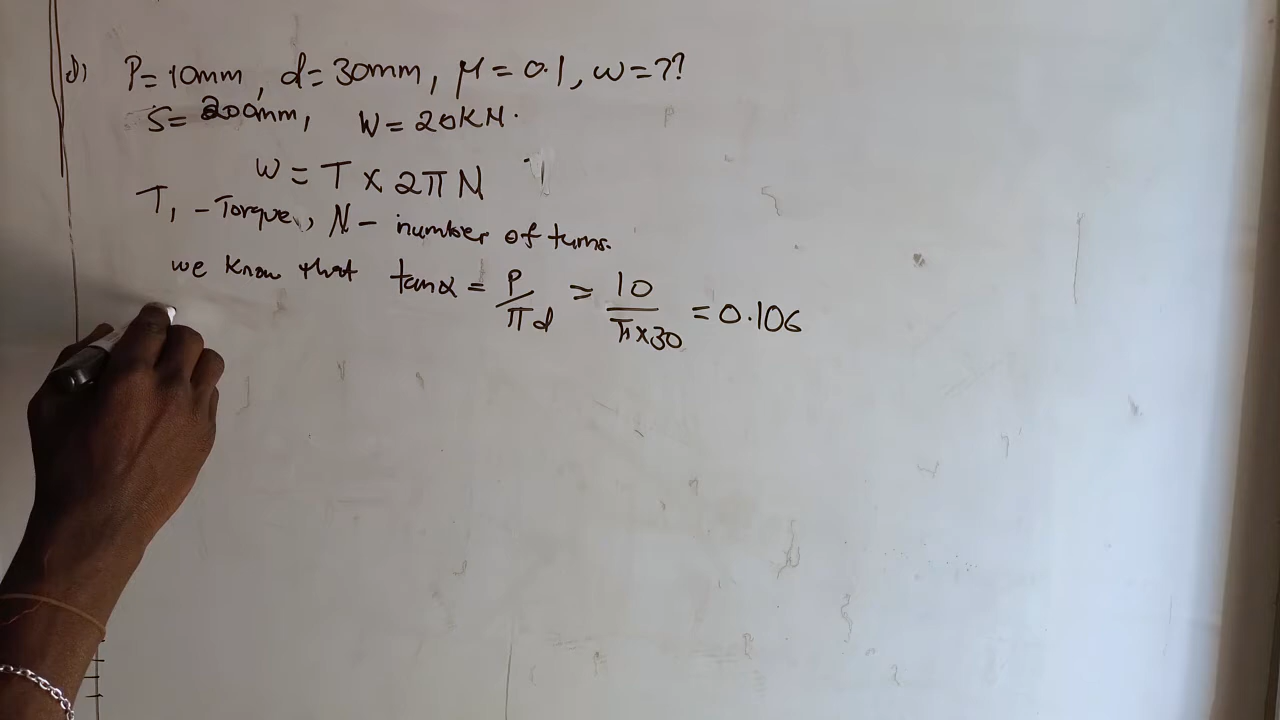 d) P=10mm, d=30mm, μ=0.1, w=??
S=200mm, W=20KN.
w = T × 2πN
T, - Torque, N - number of turns.
we know that tanα = P/πd = 10/π×30 = 0.106